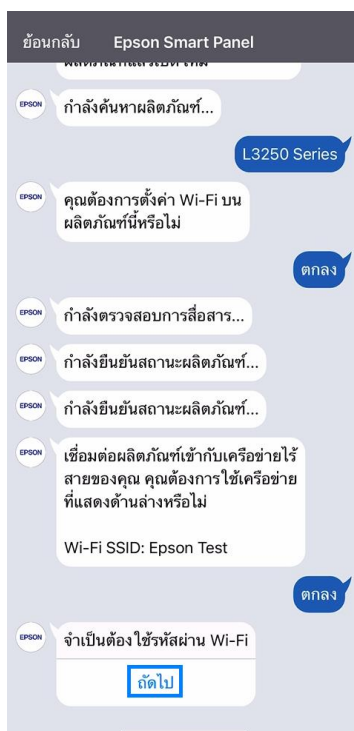 ย้อนกลับ Epson Smart Panel
EPSON กำลังค้นหาผลิตภัณฑ์...
L3250 Series
EPSON คุณต้องการตั้งค่า Wi-Fi บน
ผลิตภัณฑ์นี้หรือไม่
ตกลง
EPSON กำลังตรวจสอบการสื่อสาร...
EPSON กำลังยืนยันสถานะผลิตภัณฑ์...
EPSON กำลังยืนยันสถานะผลิตภัณฑ์...
EPSON เชื่อมต่อผลิตภัณฑ์เข้ากับเครือข่ายไร้
สายของคุณ คุณต้องการใช้เครือข่าย
ที่แสดงด้านล่างหรือไม่
Wi-Fi SSID: Epson Test
ตกลง
EPSON จำเป็นต้องใช้รหัสผ่าน Wi-Fi
ถัดไป